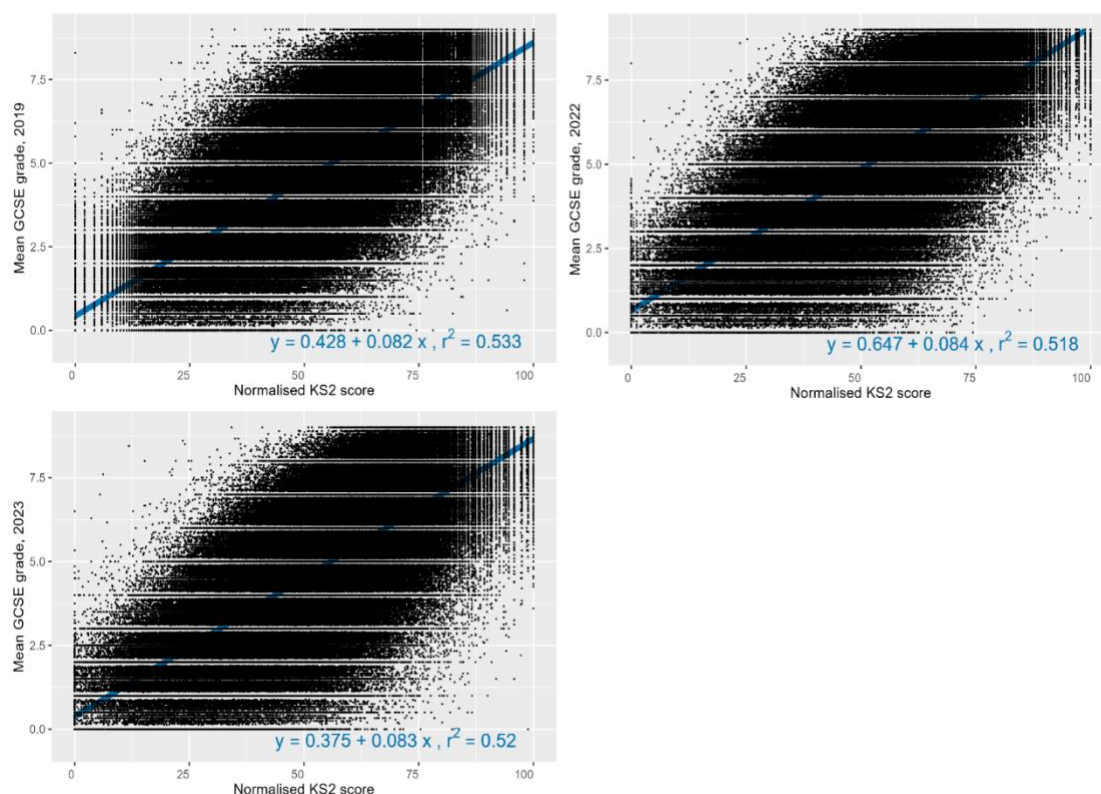 Mean GCSE grade, 2019
7.5
5.0
2.5
0.0
y = 0.428 + 0.082 x , r² = 0.533
0 25 50 75 100
Normalised KS2 score
Mean GCSE grade, 2022
7.5
5.0
2.5
0.0
y = 0.647 + 0.084 x , r² = 0.518
0 25 50 75 100
Normalised KS2 score
Mean GCSE grade, 2023
7.5
5.0
2.5
0.0
y = 0.375 + 0.083 x , r² = 0.52
0 25 50 75 100
Normalised KS2 score